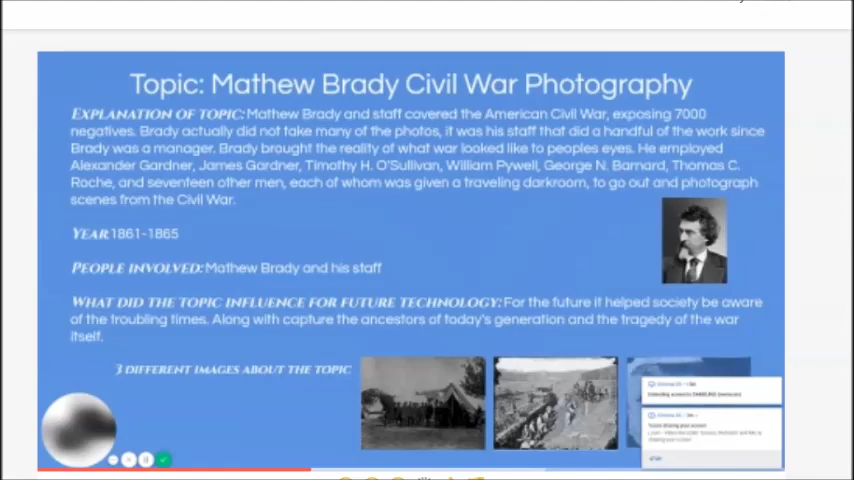 Topic: Mathew Brady Civil War Photography
Explanation of topic: Mathew Brady and staff covered the American Civil War, exposing 7000
negatives. Brady actually did not take many of the photos, it was his staff that did a handful of the work since
Brady was a manager. Brady brought the reality of what war looked like to peoples eyes. He employed
Alexander Gardner, James Gardner, Timothy H. O'Sullivan, William Pywell, George N. Barnard, Thomas C.
Roche, and seventeen other men, each of whom was given a traveling darkroom, to go out and photograph
scenes from the Civil War.
Year:1861-1865
People involved: Mathew Brady and his staff
What did the topic influence for future technology: For the future it helped society be aware
of the troubling times. Along with capture the ancestors of today's generation and the tragedy of the war
itself.
3 different images about the topic